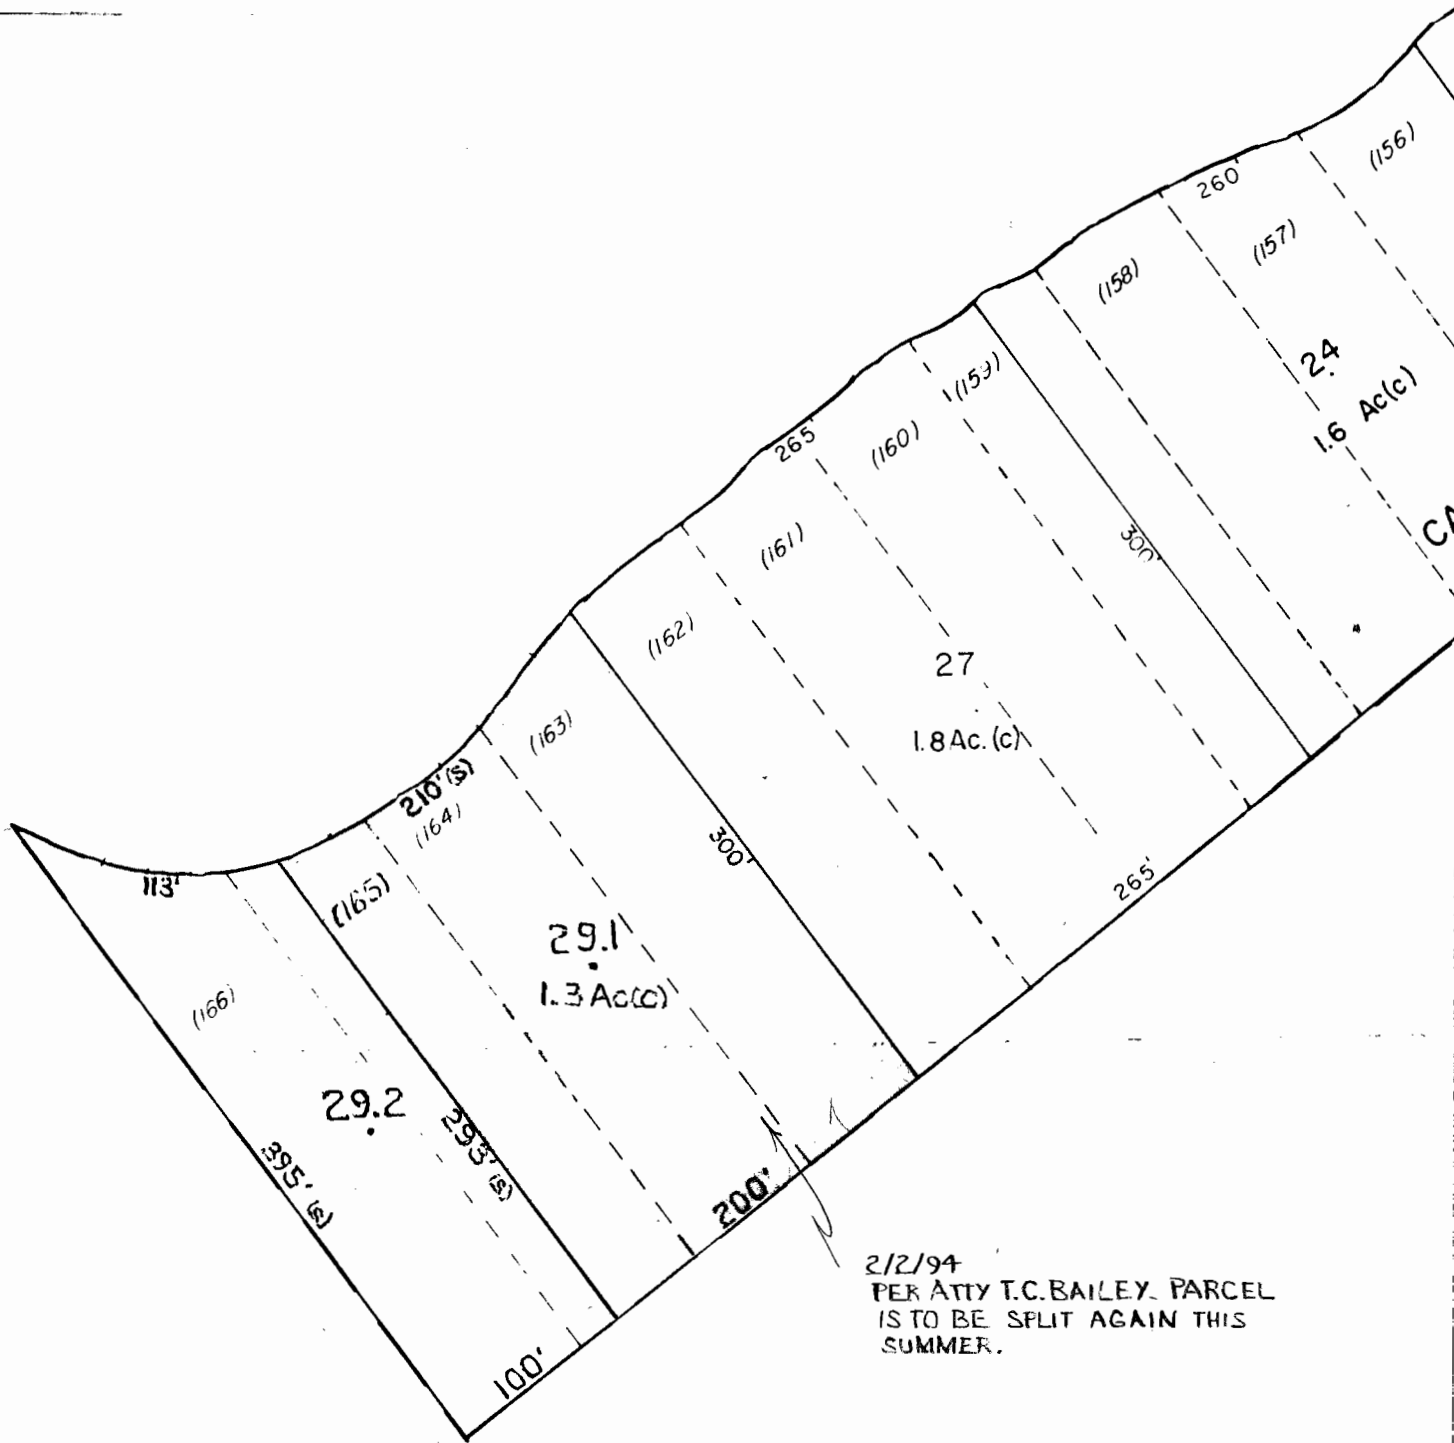 (156)
260'
(157)
(158)
24
1.6 Ac(c)
(159)
265'
(160)
300'
(161)
(162)
27
1.8 Ac. (c)
(163)
210'(s)
(164)
300'
265'
113'
(165)
29.1
1.3 Ac(c)
(166)
29.2
293'(s)
395'(s)
200'
100'
2/2/94
PER ATTY T.C. BAILEY. PARCEL
IS TO BE SPLIT AGAIN THIS
SUMMER.